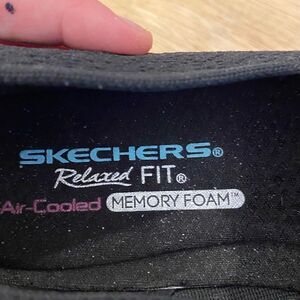 SKECHERS®
Relaxed FIT®
Air-Cooled MEMORY FOAM™